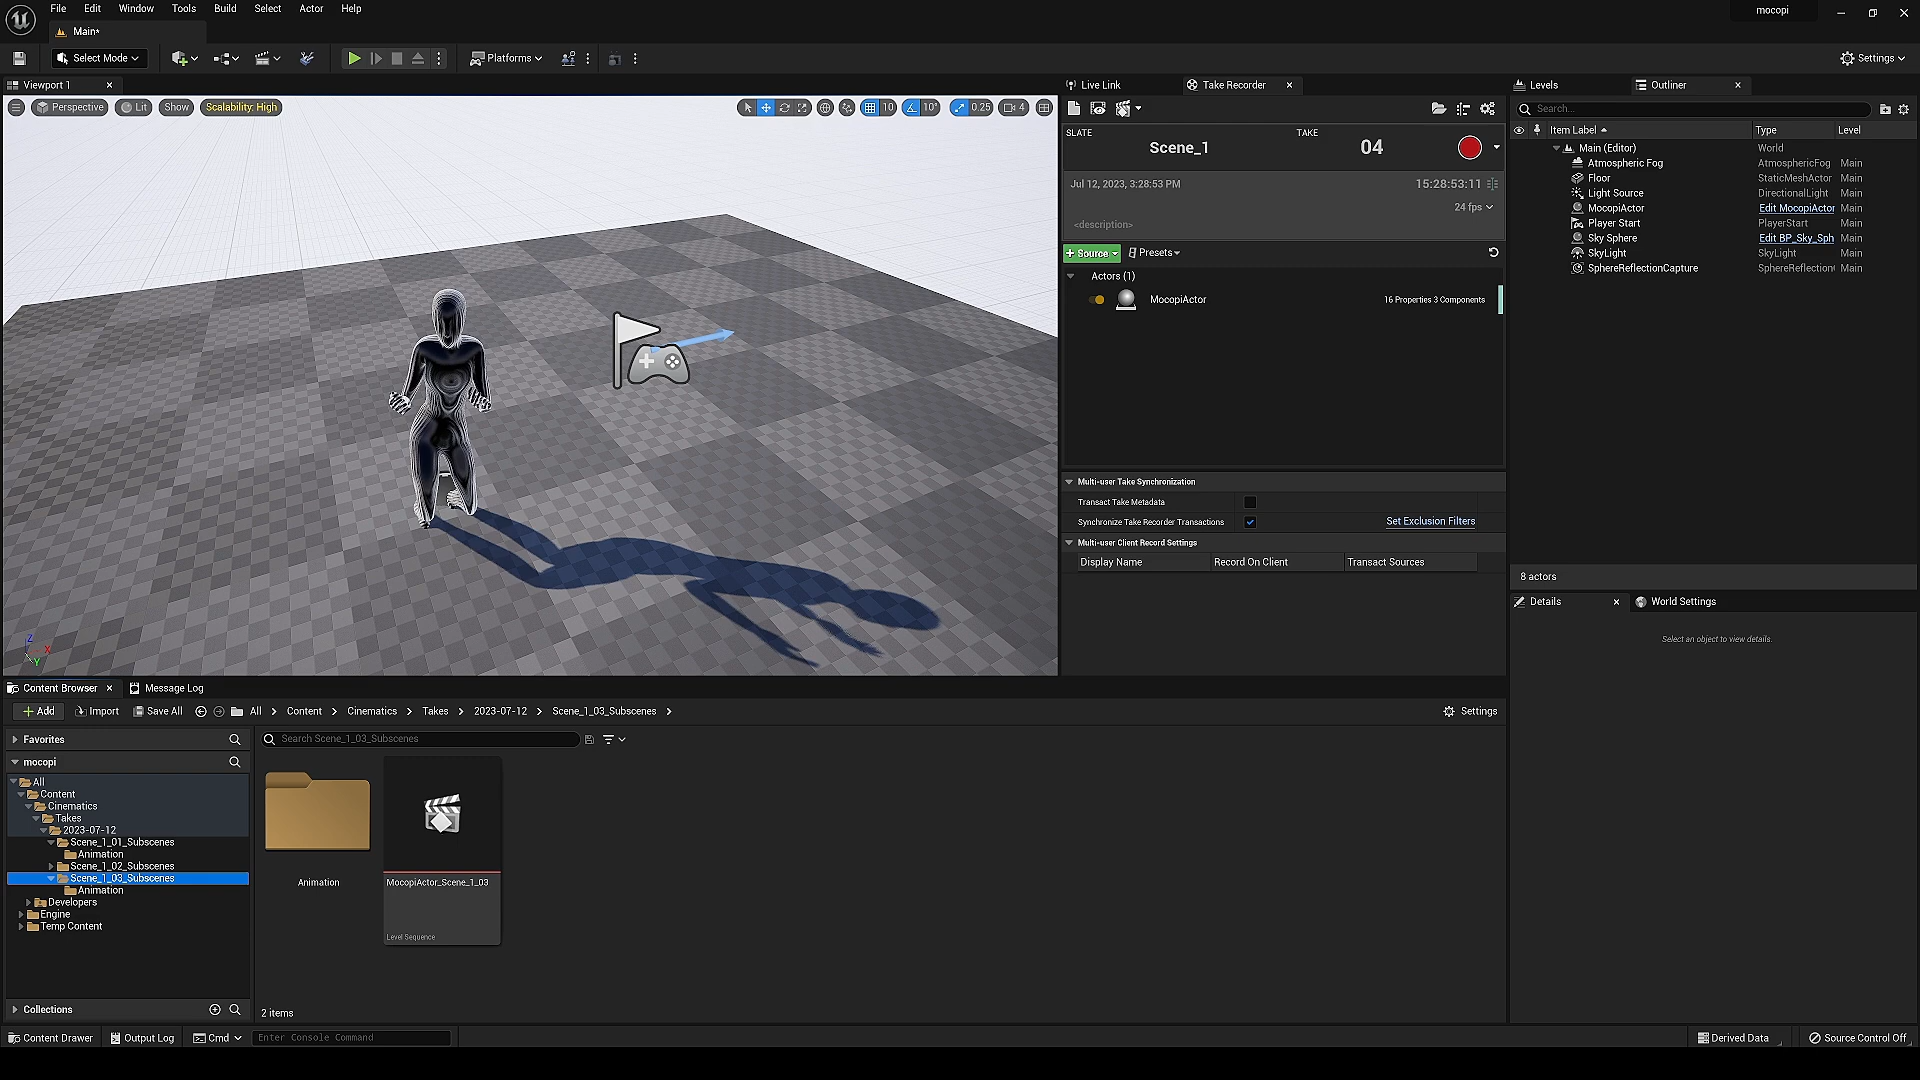 File Edit Window Tools Build Select Actor Help
mocopi
Main*
Select Mode
Platforms
Settings
Viewport 1
Perspective Lit Show Scalability: High
10 10° 0.25 4
Live Link Take Recorder
SLATE TAKE
Scene_1 04
Jul 12, 2023, 3:28:53 PM 15:28:53:11
24 fps
<description>
+ Source Presets
Actors (1)
MocopiActor 16 Properties 3 Components
Multi-user Take Synchronization
Transact Take Metadata
Synchronize Take Recorder Transactions Set Exclusion Filters
Multi-user Client Record Settings
Display Name Record On Client Transact Sources
Levels Outliner
Search...
Item Label Type Level
Main (Editor) World
Atmospheric Fog AtmosphericFog Main
Floor StaticMeshActor Main
Light Source DirectionalLight Main
MocopiActor Edit MocopiActor Main
Player Start PlayerStart Main
Sky Sphere Edit BP_Sky_Sph Main
SkyLight SkyLight Main
SphereReflectionCapture SphereReflection Main
8 actors
Details World Settings
Select an object to view details.
Z
X
Y
Content Browser Message Log
+ Add Import Save All All > Content > Cinematics > Takes > 2023-07-12 > Scene_1_03_Subscenes >
Settings
Favorites
Search Scene_1_03_Subscenes
mocopi
All
Content
Cinematics
Takes
2023-07-12
Scene_1_01_Subscenes
Animation
Scene_1_02_Subscenes
Scene_1_03_Subscenes
Animation
Developers
Engine
Temp Content
Animation
MocopiActor_Scene_1_03
Level Sequence
Collections
2 items
Content Drawer Output Log Cmd Enter Console Command
Derived Data Source Control Off